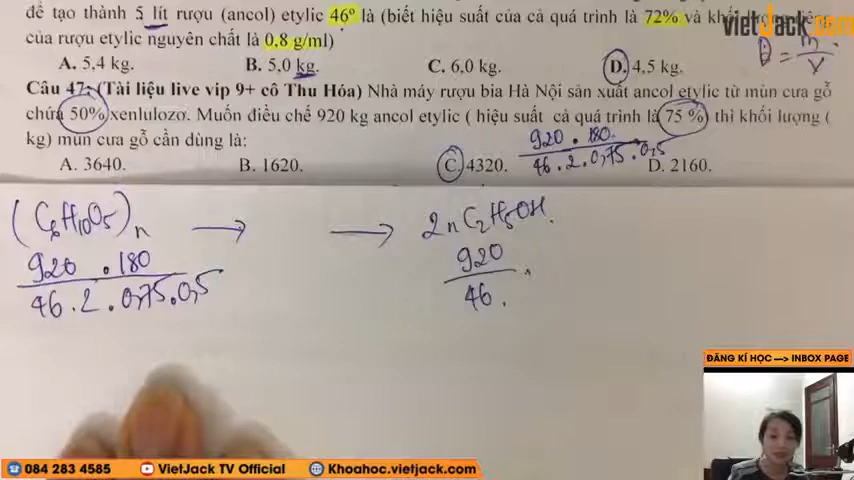 để tạo thành 5 lít rượu (ancol) etylic 46° là (biết hiệu suất của cả quá trình là 72% và khối lượng riêng
của rượu etylic nguyên chất là 0,8 g/ml)
vietJack.com
A. 5,4 kg. B. 5,0 kg. C. 6,0 kg. D. 4,5 kg.
Câu 47: (Tài liệu live vip 9+ cô Thu Hóa) Nhà máy rượu bia Hà Nội sản xuất ancol etylic từ mùn cưa gỗ
chứa 50% xenlulozơ. Muốn điều chế 920 kg ancol etylic ( hiệu suất cả quá trình là 75 %) thì khối lượng (
kg) mùn cưa gỗ cần dùng là:
920 . 180
46 . 2 . 0,75 . 0,5
A. 3640. B. 1620. C. 4320. D. 2160.
(C6H10O5)n → → 2nC2H5OH.
920 . 180
46 . 2 . 0,75 . 0,5
920
46 .
ĐĂNG KÍ HỌC → INBOX PAGE
084 283 4585 VietJack TV Official Khoahoc.vietjack.com